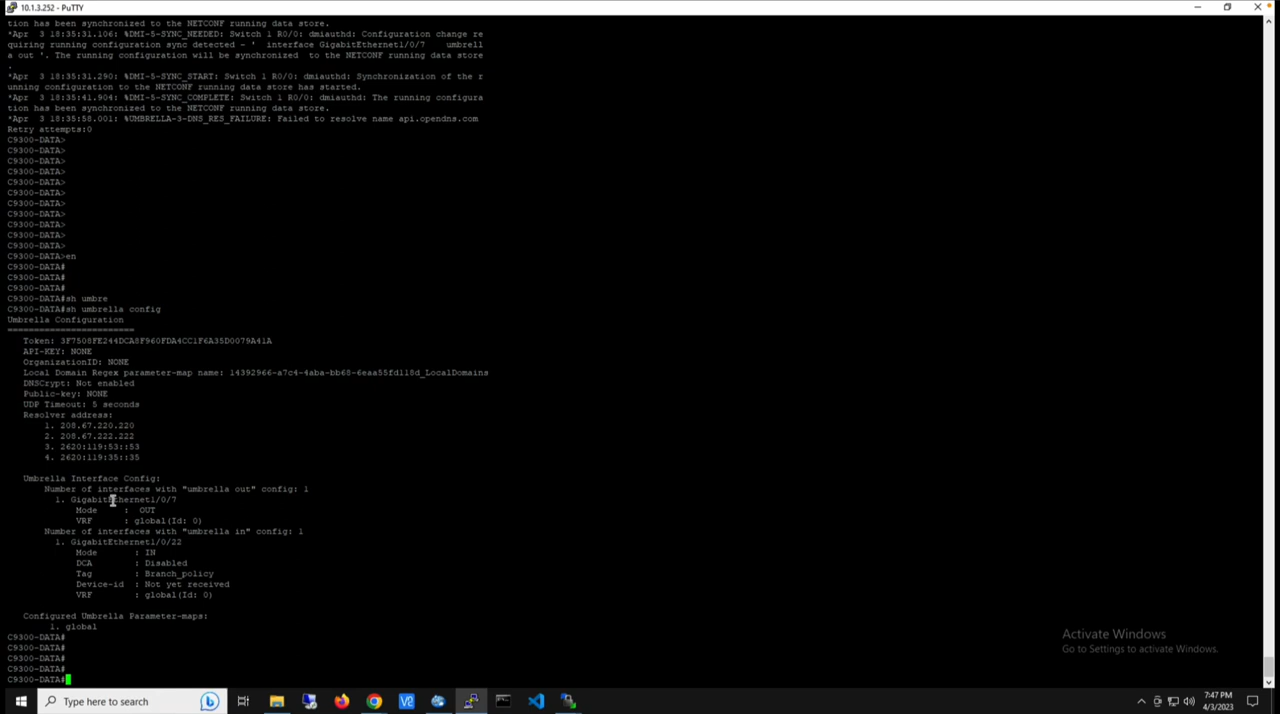 10.1.3.252 - PuTTY
tion has been synchronized to the NETCONF running data store.
*Apr  3 18:35:31.106: %DMI-5-SYNC_NEEDED: Switch 1 R0/0: dmiauthd: Configuration change re
quiring running configuration sync detected - '  interface GigabitEthernet1/0/7   umbrell
a out '. The running configuration will be synchronized  to the NETCONF running data store
.
*Apr  3 18:35:31.290: %DMI-5-SYNC_START: Switch 1 R0/0: dmiauthd: Synchronization of the r
unning configuration to the NETCONF running data store has started.
*Apr  3 18:35:41.904: %DMI-5-SYNC_COMPLETE: Switch 1 R0/0: dmiauthd: The running configura
tion has been synchronized to the NETCONF running data store.
*Apr  3 18:35:58.001: %UMBRELLA-3-DNS_RES_FAILURE: Failed to resolve name api.opendns.com
Retry attempts:0
C9300-DATA>
C9300-DATA>
C9300-DATA>
C9300-DATA>
C9300-DATA>
C9300-DATA>
C9300-DATA>
C9300-DATA>
C9300-DATA>
C9300-DATA>
C9300-DATA>
C9300-DATA>en
C9300-DATA#
C9300-DATA#
C9300-DATA#
C9300-DATA#sh umbre
C9300-DATA#sh umbrella config
Umbrella Configuration
========================
Token: 3F7508FE244DCA8F960FDA4CC1F6A35D0079A41A
API-KEY: NONE
OrganizationID: NONE
Local Domain Regex parameter-map name: 14392966-a7c4-4aba-bb68-6eaa55fd118d_LocalDomains
DNSCrypt: Not enabled
Public-key: NONE
UDP Timeout: 5 seconds
Resolver address:
1. 208.67.220.220
2. 208.67.222.222
3. 2620:119:53::53
4. 2620:119:35::35
Umbrella Interface Config:
Number of interfaces with "umbrella out" config: 1
1. GigabitEthernet1/0/7
Mode     :  OUT
VRF      : global(Id: 0)
Number of interfaces with "umbrella in" config: 1
1. GigabitEthernet1/0/22
Mode       : IN
DCA        : Disabled
Tag        : Branch_policy
Device-id  : Not yet received
VRF        : global(Id: 0)
Configured Umbrella Parameter-maps:
1. global
C9300-DATA#
C9300-DATA#
C9300-DATA#
C9300-DATA#
C9300-DATA#
Activate Windows
Go to Settings to activate Windows.
Type here to search
7:47 PM
4/3/2023